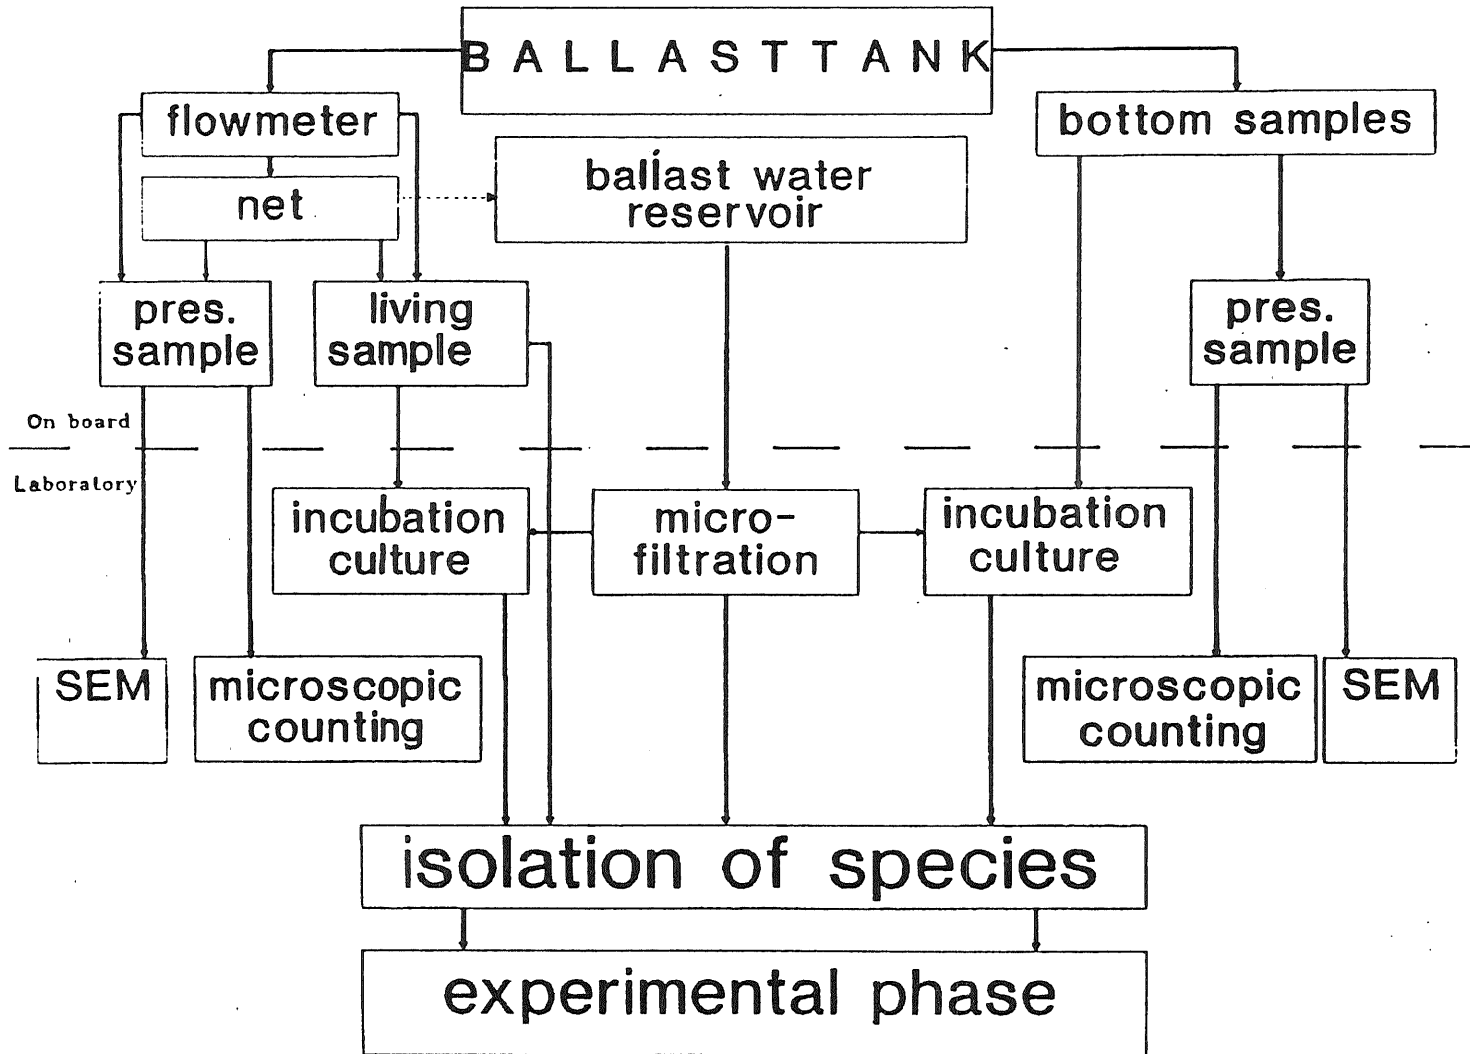 BALLASTTANK
flowmeter
bottom samples
net
ballast water
reservoir
pres.
sample
living
sample
pres.
sample
On board
Laboratory
incubation
culture
micro-
filtration
incubation
culture
SEM
microscopic
counting
microscopic
counting
SEM
isolation of species
experimental phase